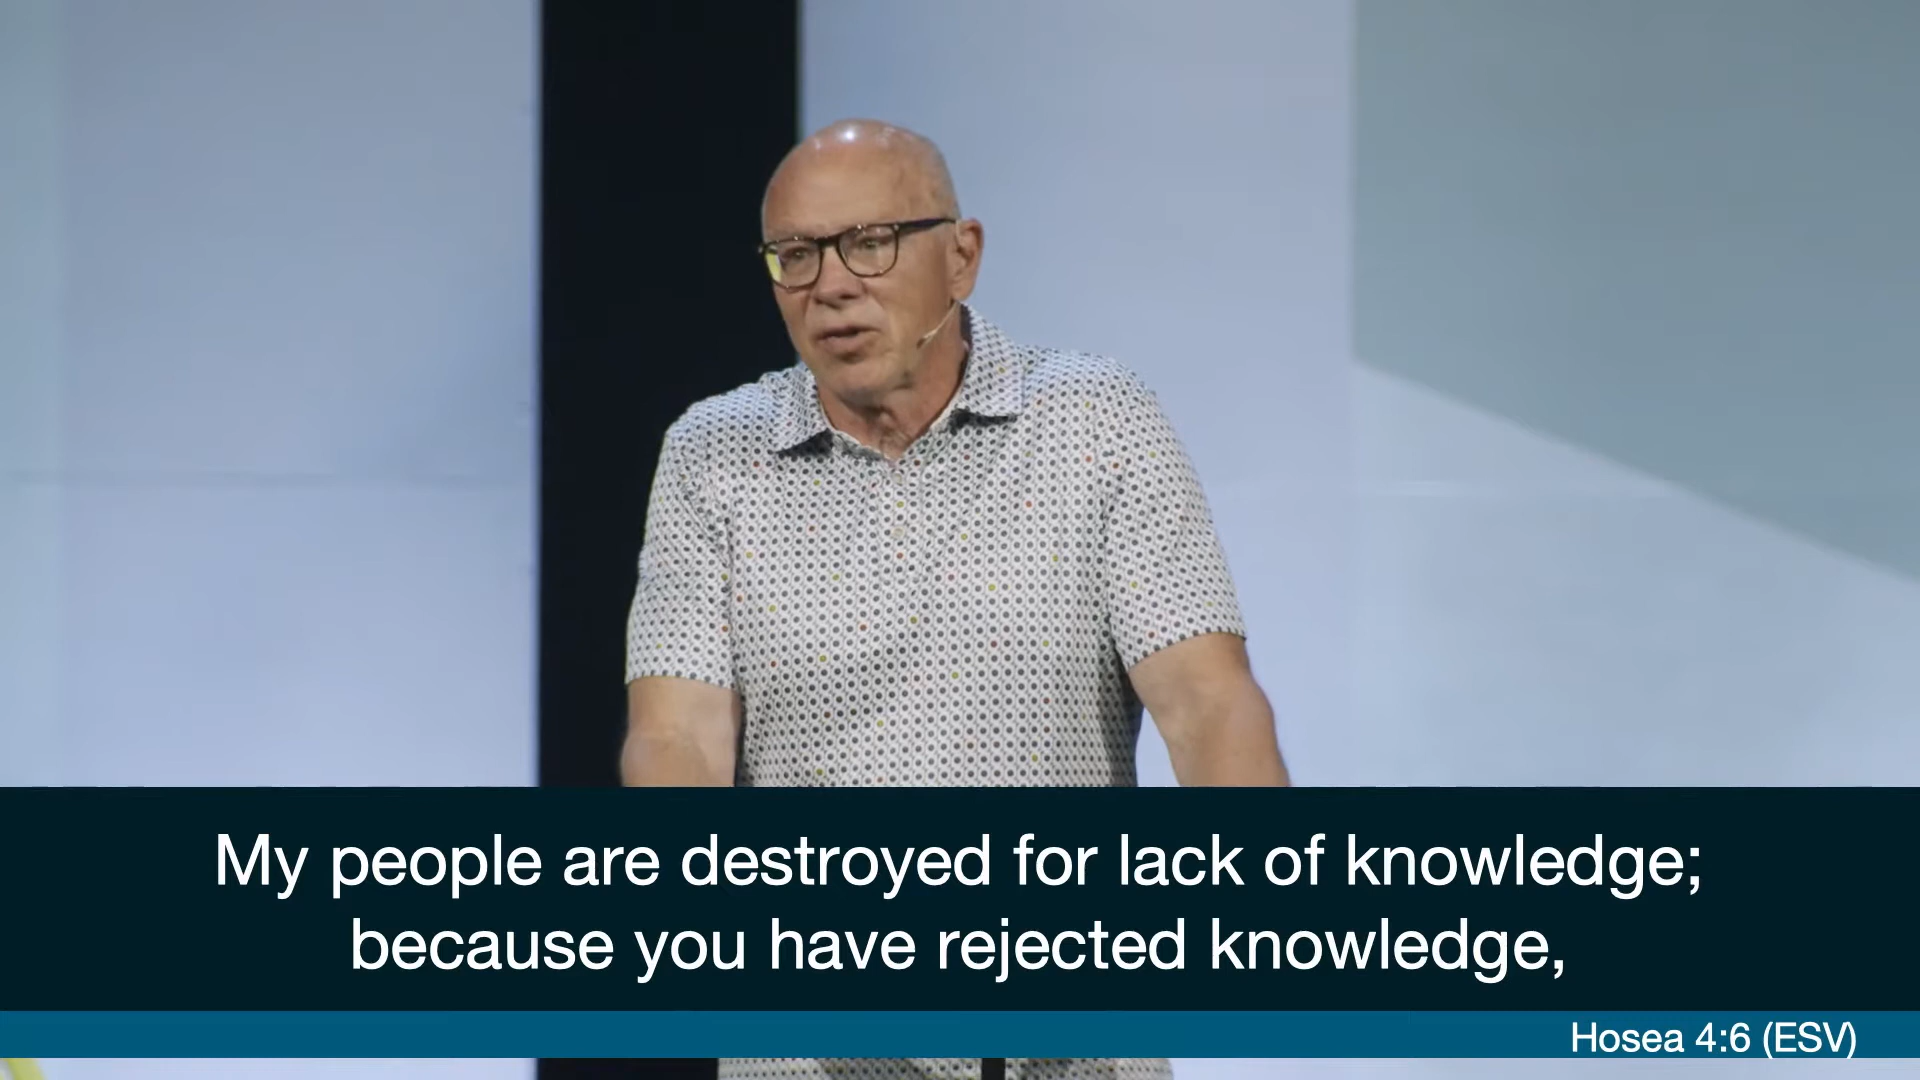 My people are destroyed for lack of knowledge;
because you have rejected knowledge,
Hosea 4:6 (ESV)